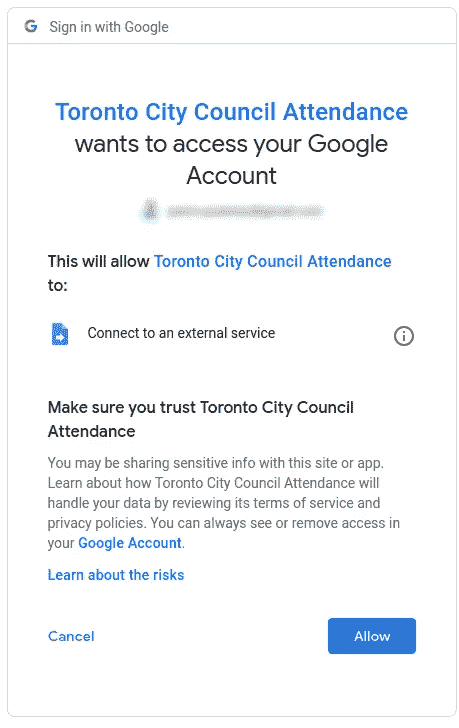 Sign in with Google
Toronto City Council Attendance
wants to access your Google
Account
This will allow Toronto City Council Attendance
to:
Connect to an external service
Make sure you trust Toronto City Council
Attendance
You may be sharing sensitive info with this site or app.
Learn about how Toronto City Council Attendance will
handle your data by reviewing its terms of service and
privacy policies. You can always see or remove access in
your Google Account.
Learn about the risks
Cancel
Allow